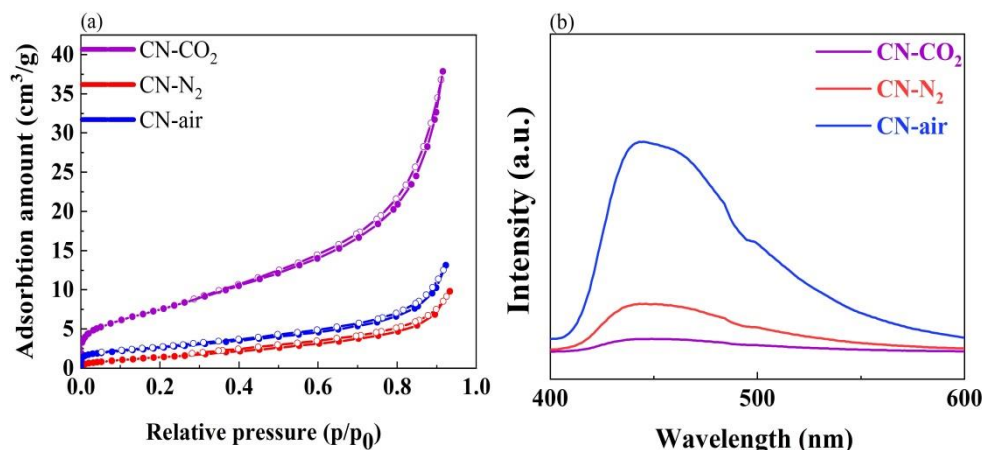 (a)
CN-CO₂
CN-N₂
CN-air
Adsorbtion amount (cm³/g)
40
35
30
25
20
15
10
5
0
0.0 0.2 0.4 0.6 0.8 1.0
Relative pressure (p/p₀)
(b)
CN-CO₂
CN-N₂
CN-air
Intensity (a.u.)
400 500 600
Wavelength (nm)